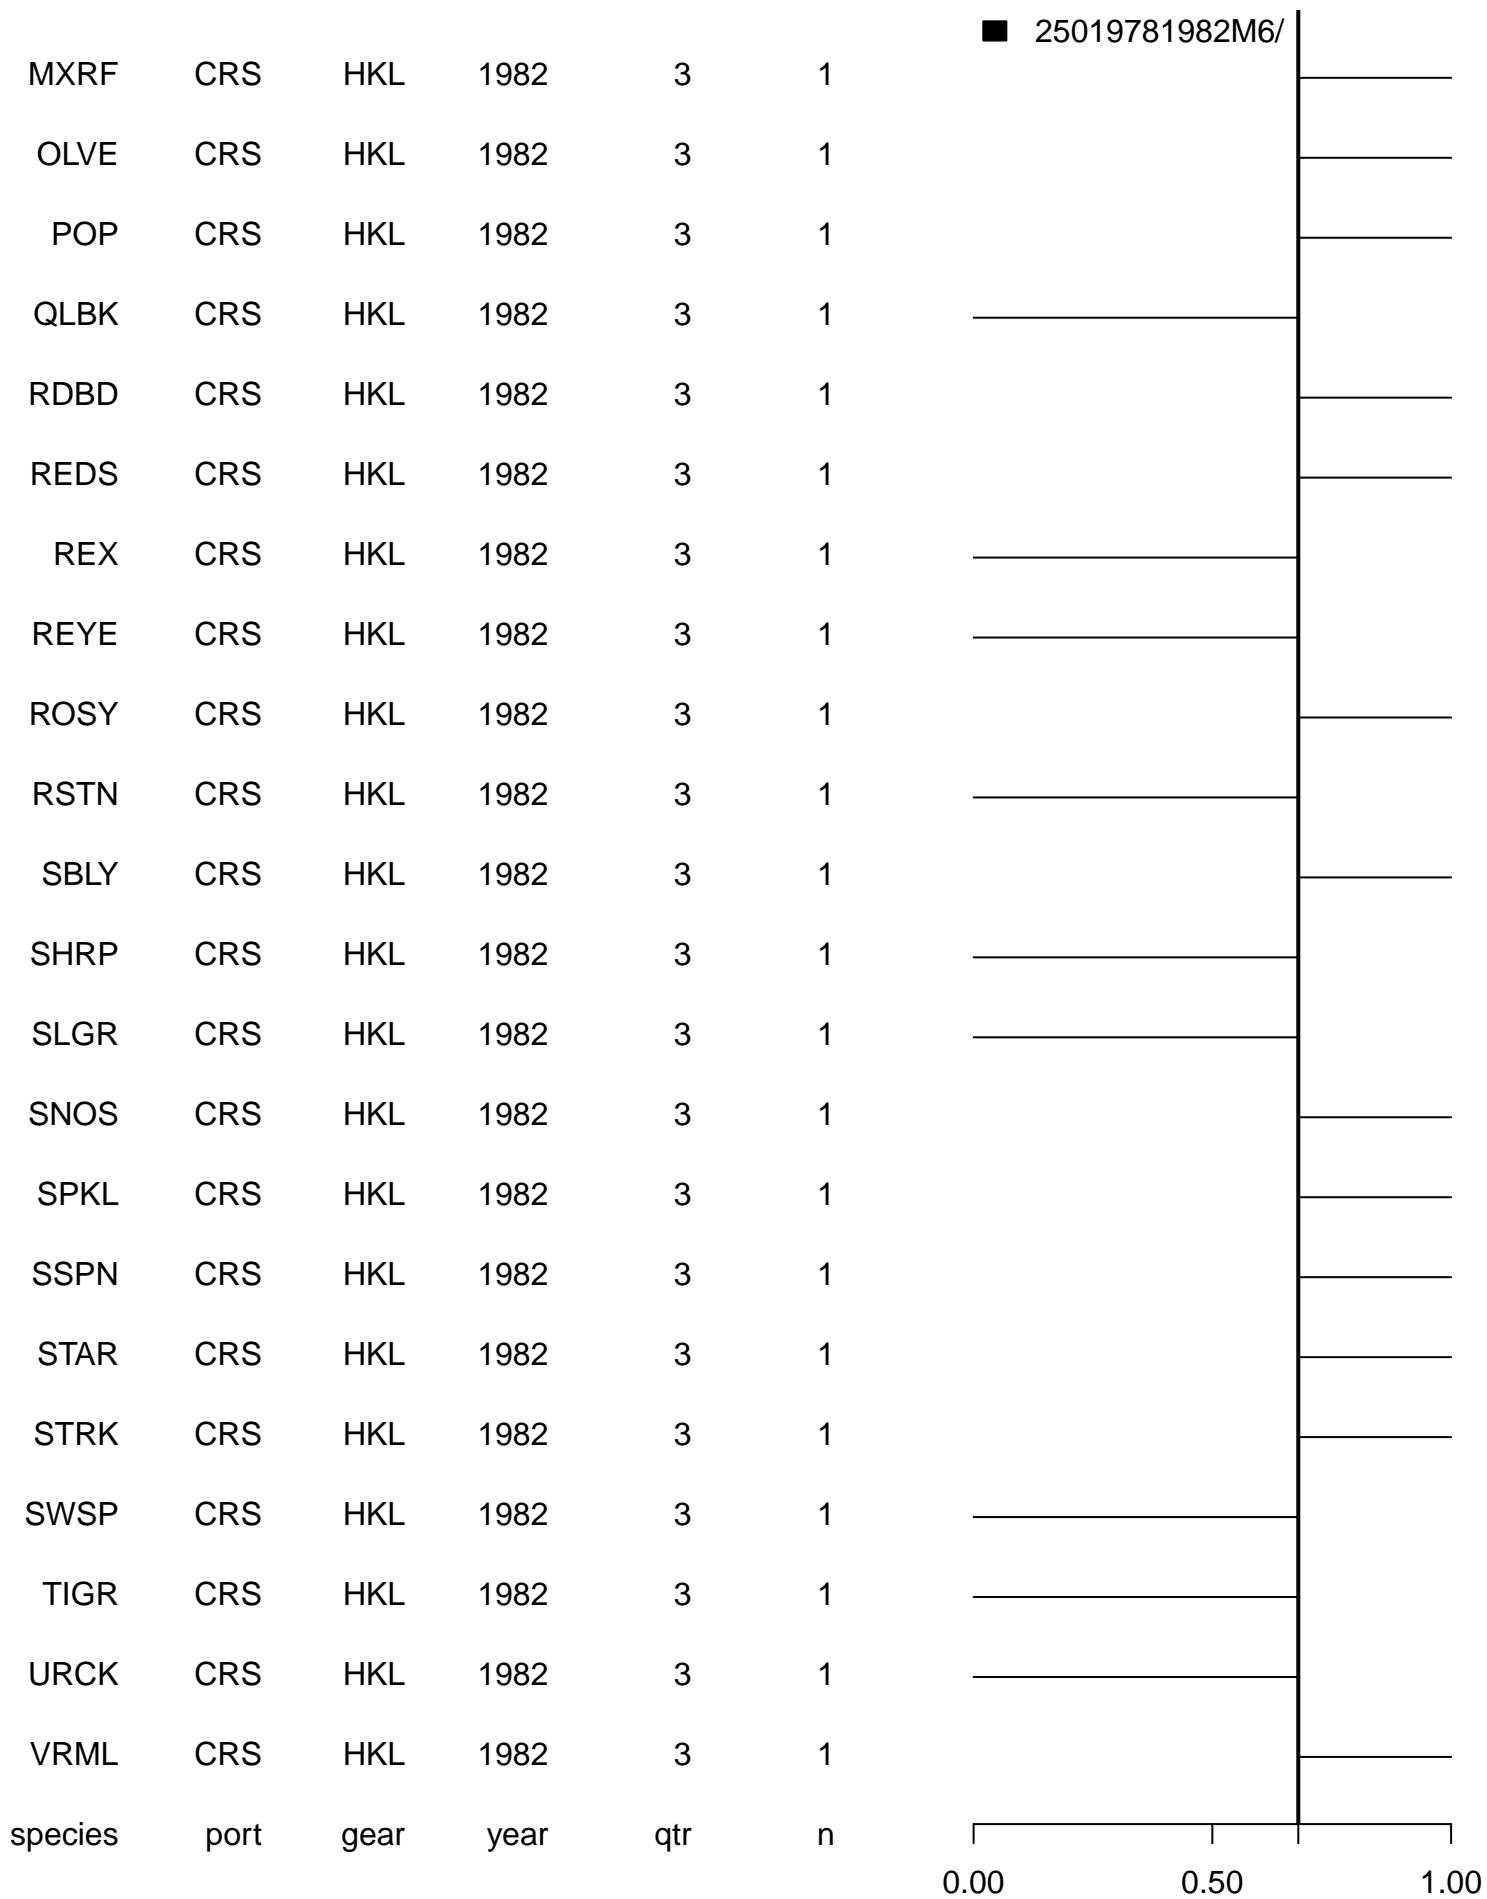 25019781982M6/
MXRF CRS HKL 1982 3 1
OLVE CRS HKL 1982 3 1
POP CRS HKL 1982 3 1
QLBK CRS HKL 1982 3 1
RDBD CRS HKL 1982 3 1
REDS CRS HKL 1982 3 1
REX CRS HKL 1982 3 1
REYE CRS HKL 1982 3 1
ROSY CRS HKL 1982 3 1
RSTN CRS HKL 1982 3 1
SBLY CRS HKL 1982 3 1
SHRP CRS HKL 1982 3 1
SLGR CRS HKL 1982 3 1
SNOS CRS HKL 1982 3 1
SPKL CRS HKL 1982 3 1
SSPN CRS HKL 1982 3 1
STAR CRS HKL 1982 3 1
STRK CRS HKL 1982 3 1
SWSP CRS HKL 1982 3 1
TIGR CRS HKL 1982 3 1
URCK CRS HKL 1982 3 1
VRML CRS HKL 1982 3 1
species port gear year qtr n
0.00 0.50 1.00